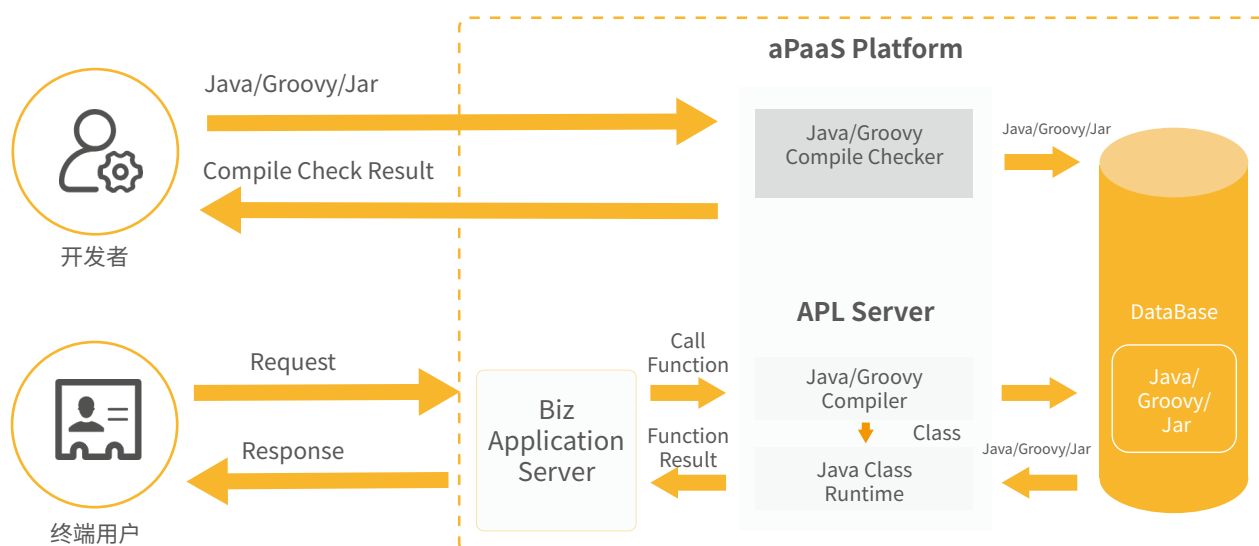 aPaaS Platform
Java/Groovy/Jar
Java/Groovy
Compile Checker
Java/Groovy/Jar
Compile Check Result
开发者
APL Server
DataBase
Call
Function
Request
Java/Groovy
Compiler
Java/
Groovy/
Jar
Biz
Application
Server
Class
Function
Result
Response
Java/Groovy/Jar
Java Class
Runtime
终端用户